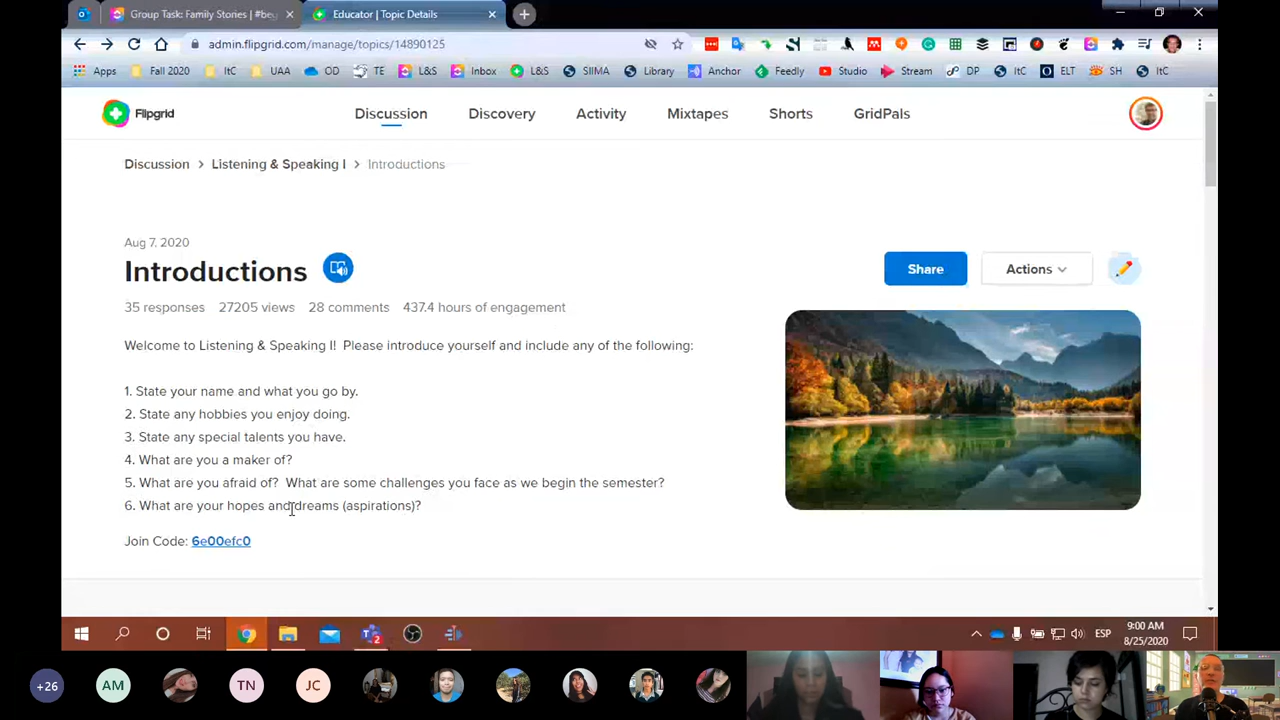 Group Task: Family Stories | #beg
Educator | Topic Details
admin.flipgrid.com/manage/topics/14890125
Apps Fall 2020 ItC UAA OD TE L&S Inbox L&S SIIMA Library Anchor Feedly Studio Stream DP ItC ELT SH ItC
Flipgrid
Discussion Discovery Activity Mixtapes Shorts GridPals
Discussion > Listening & Speaking I > Introductions
Aug 7, 2020
Introductions
Share Actions
35 responses 27205 views 28 comments 437.4 hours of engagement
Welcome to Listening & Speaking I! Please introduce yourself and include any of the following:
1. State your name and what you go by.
2. State any hobbies you enjoy doing.
3. State any special talents you have.
4. What are you a maker of?
5. What are you afraid of? What are some challenges you face as we begin the semester?
6. What are your hopes and dreams (aspirations)?
Join Code: 6e00efc0
2
ESP
9:00 AM
8/25/2020
+26 AM TN JC